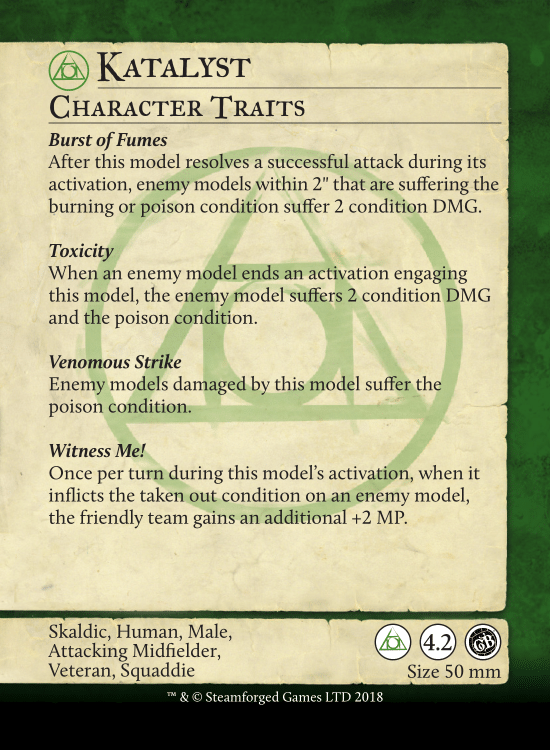 Katalyst
Character Traits
Burst of Fumes
After this model resolves a successful attack during its
activation, enemy models within 2" that are suffering the
burning or poison condition suffer 2 condition DMG.
Toxicity
When an enemy model ends an activation engaging
this model, the enemy model suffers 2 condition DMG
and the poison condition.
Venomous Strike
Enemy models damaged by this model suffer the
poison condition.
Witness Me!
Once per turn during this model's activation, when it
inflicts the taken out condition on an enemy model,
the friendly team gains an additional +2 MP.
Skaldic, Human, Male,
Attacking Midfielder,
Veteran, Squaddie
4.2
GB
Size 50 mm
™ & © Steamforged Games LTD 2018